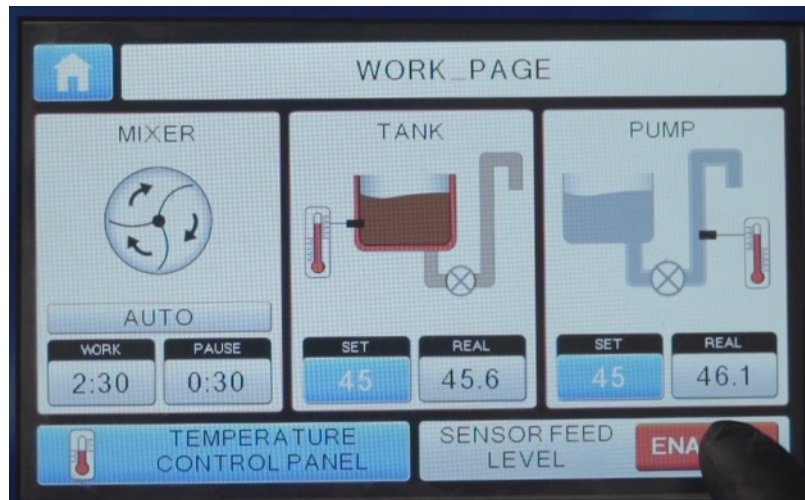 WORK_PAGE
MIXER
AUTO
WORK PAUSE
2:30 0:30
TANK
SET REAL
45 45.6
PUMP
SET REAL
45 46.1
TEMPERATURE
CONTROL PANEL
SENSOR FEED
LEVEL